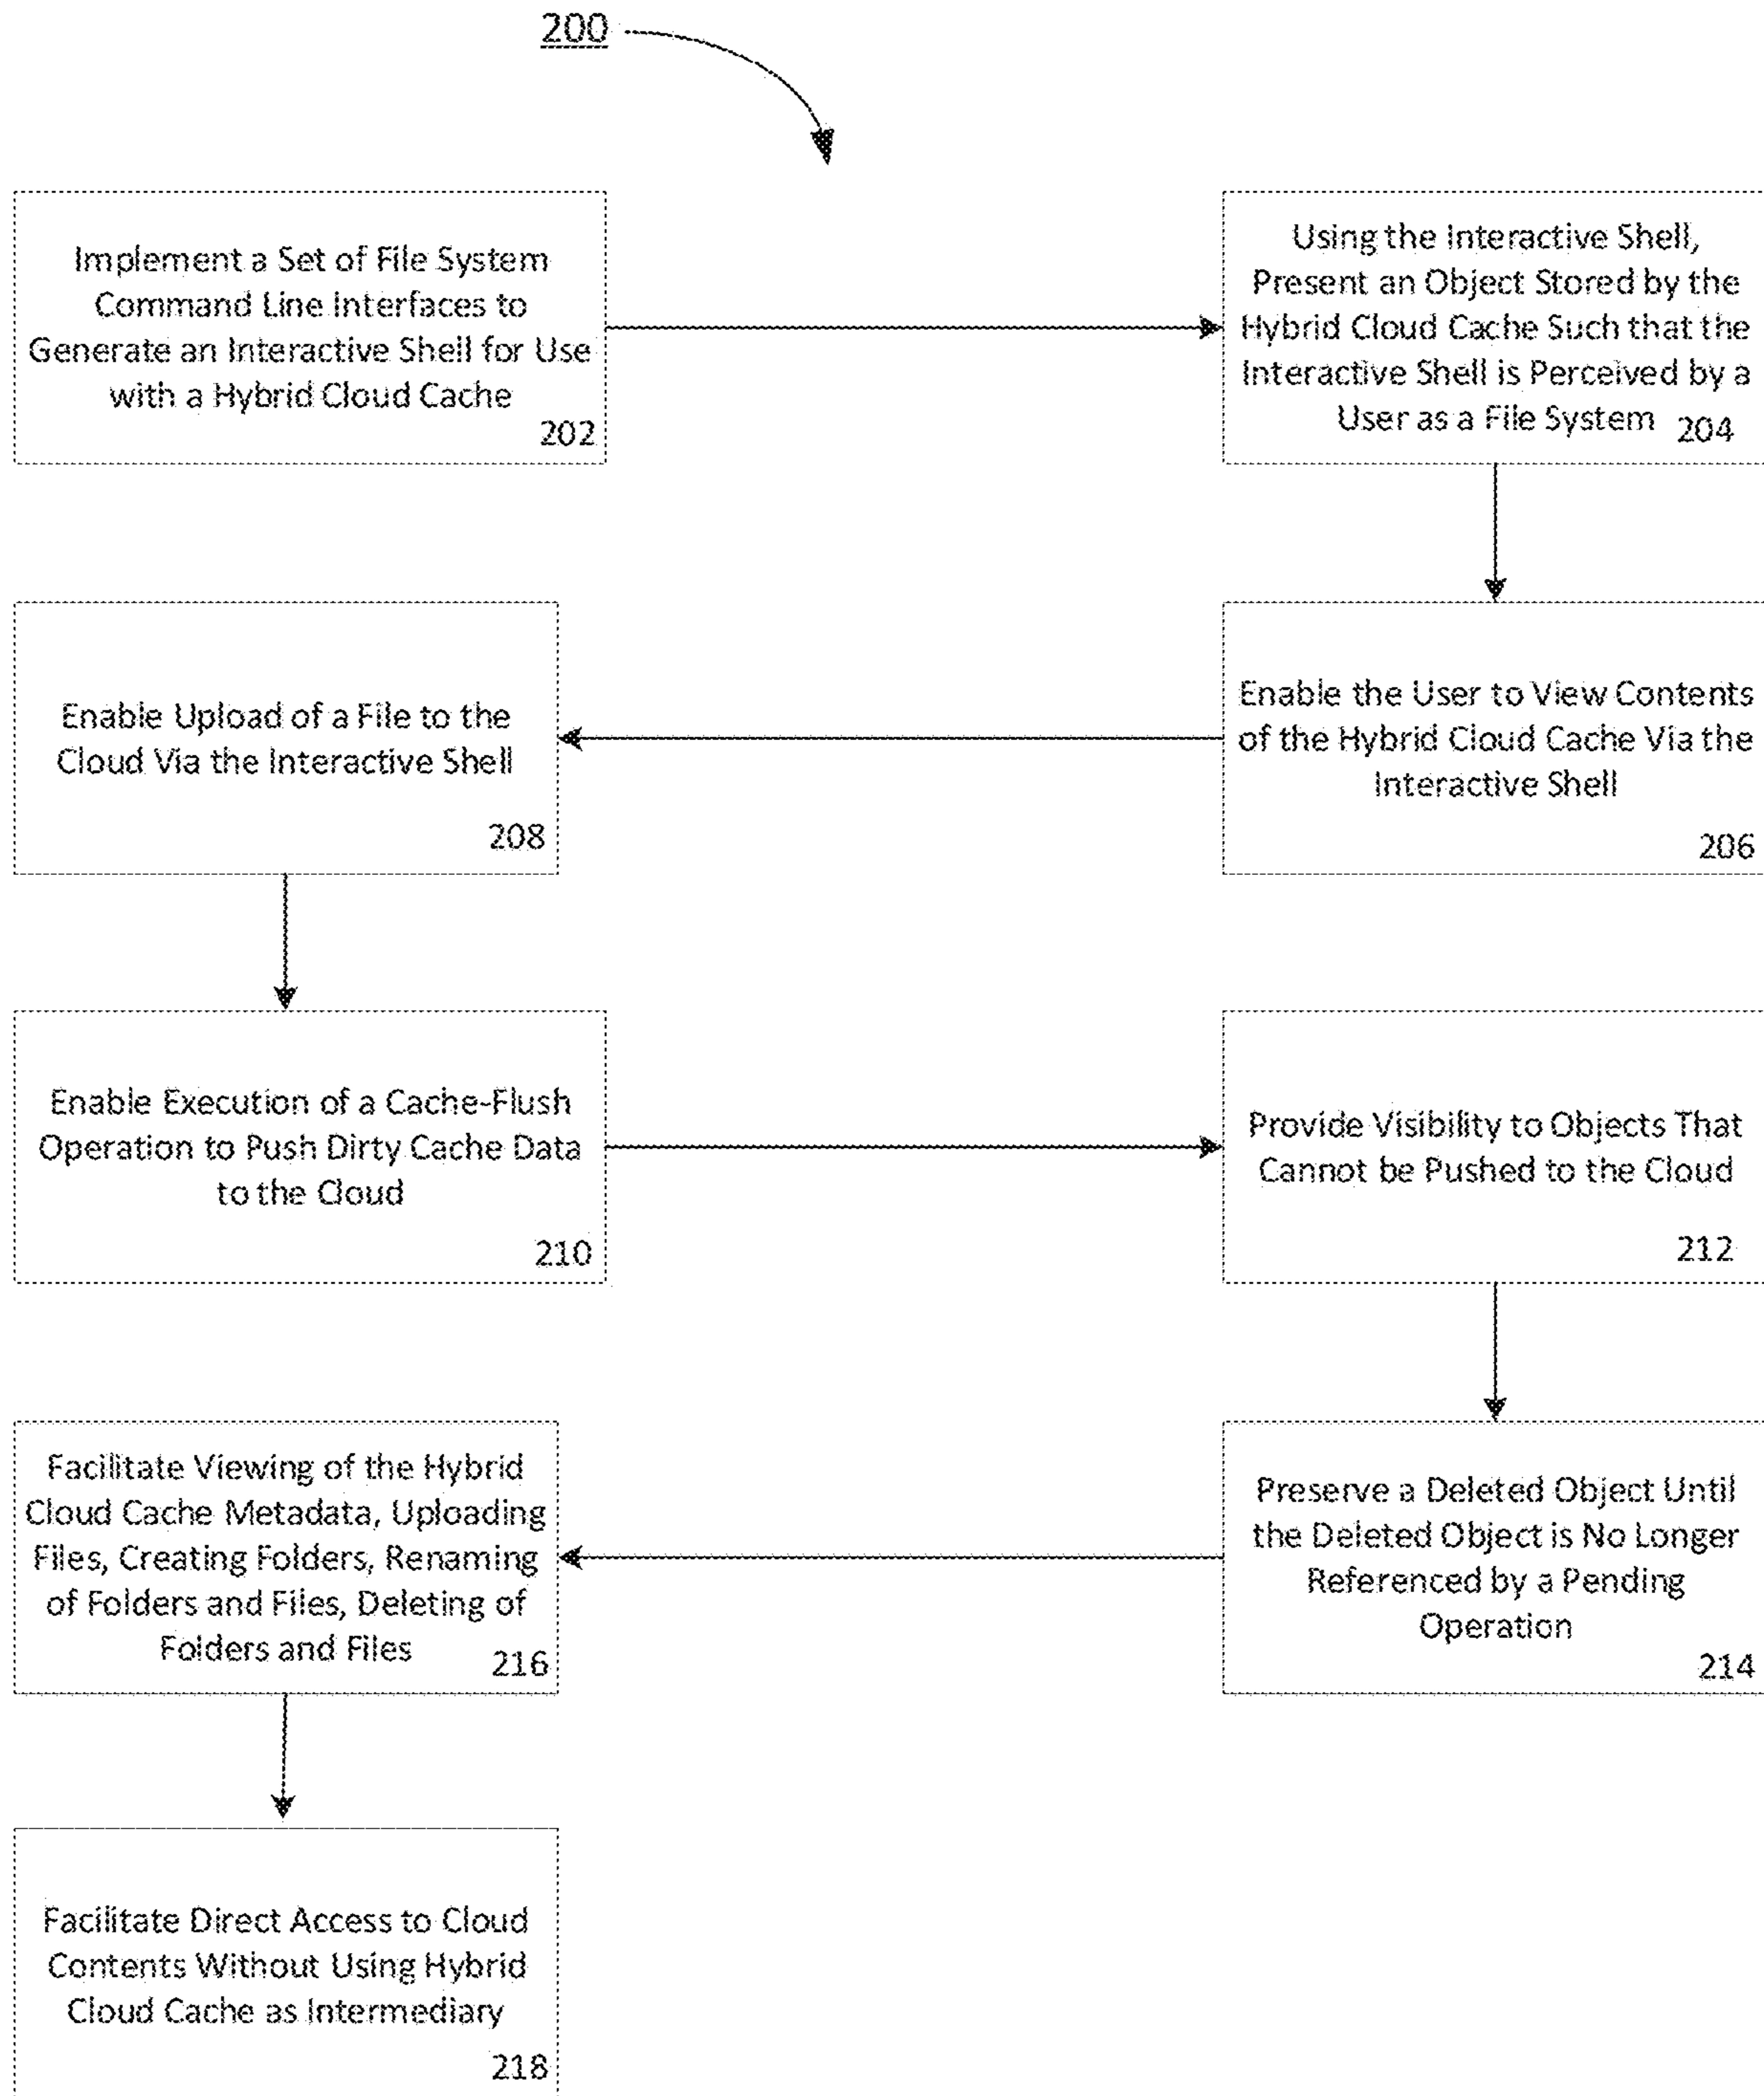 200
Implement a Set of File System
Command Line Interfaces to
Generate an Interactive Shell for Use
with a Hybrid Cloud Cache
202
Using the Interactive Shell,
Present an Object Stored by the
Hybrid Cloud Cache Such that the
Interactive Shell is Perceived by a
User as a File System
204
Enable the User to View Contents
of the Hybrid Cloud Cache Via the
Interactive Shell
206
Enable Upload of a File to the
Cloud Via the Interactive Shell
208
Enable Execution of a Cache-Flush
Operation to Push Dirty Cache Data
to the Cloud
210
Provide Visibility to Objects That
Cannot be Pushed to the Cloud
212
Preserve a Deleted Object Until
the Deleted Object is No Longer
Referenced by a Pending
Operation
214
Facilitate Viewing of the Hybrid
Cloud Cache Metadata, Uploading
Files, Creating Folders, Renaming
of Folders and Files, Deleting of
Folders and Files
216
Facilitate Direct Access to Cloud
Contents Without Using Hybrid
Cloud Cache as Intermediary
218